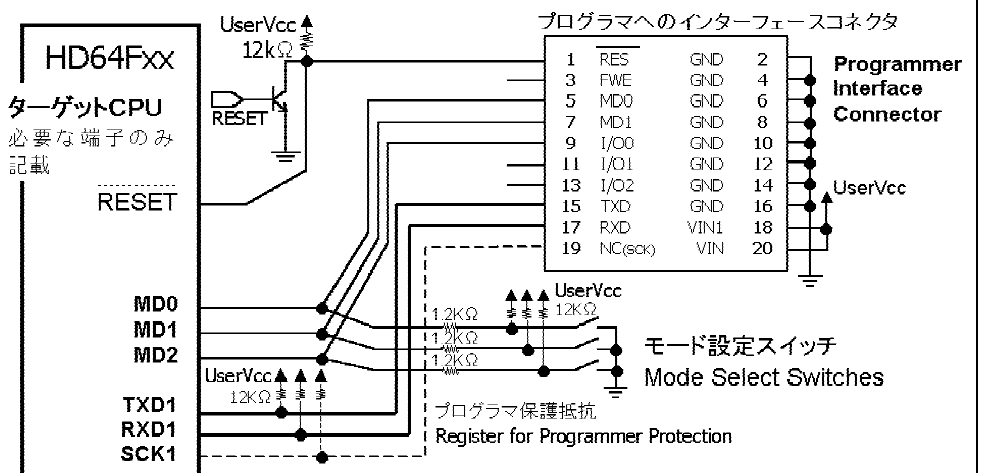 プログラマへのインターフェースコネクタ
UserVcc
12kΩ
HD64Fxx
ターゲットCPU
必要な端子のみ
記載
RESET
RESET
1 RES GND 2
3 FWE GND 4
5 MD0 GND 6
7 MD1 GND 8
9 I/O0 GND 10
11 I/O1 GND 12
13 I/O2 GND 14
15 TXD GND 16
17 RXD VIN1 18
19 NC(SCK) VIN 20
Programmer
Interface
Connector
UserVcc
MD0
MD1
MD2
1.2KΩ
1.2KΩ
1.2KΩ
UserVcc
12KΩ
モード設定スイッチ
Mode Select Switches
UserVcc
12KΩ
TXD1
RXD1
SCK1
プログラマ保護抵抗
Register for Programmer Protection